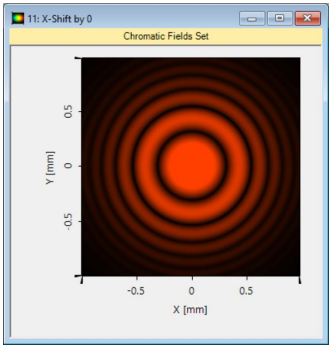 11: X-Shift by 0
Chromatic Fields Set
Y [mm]
0.5
0
-0.5
-0.5 0 0.5
X [mm]